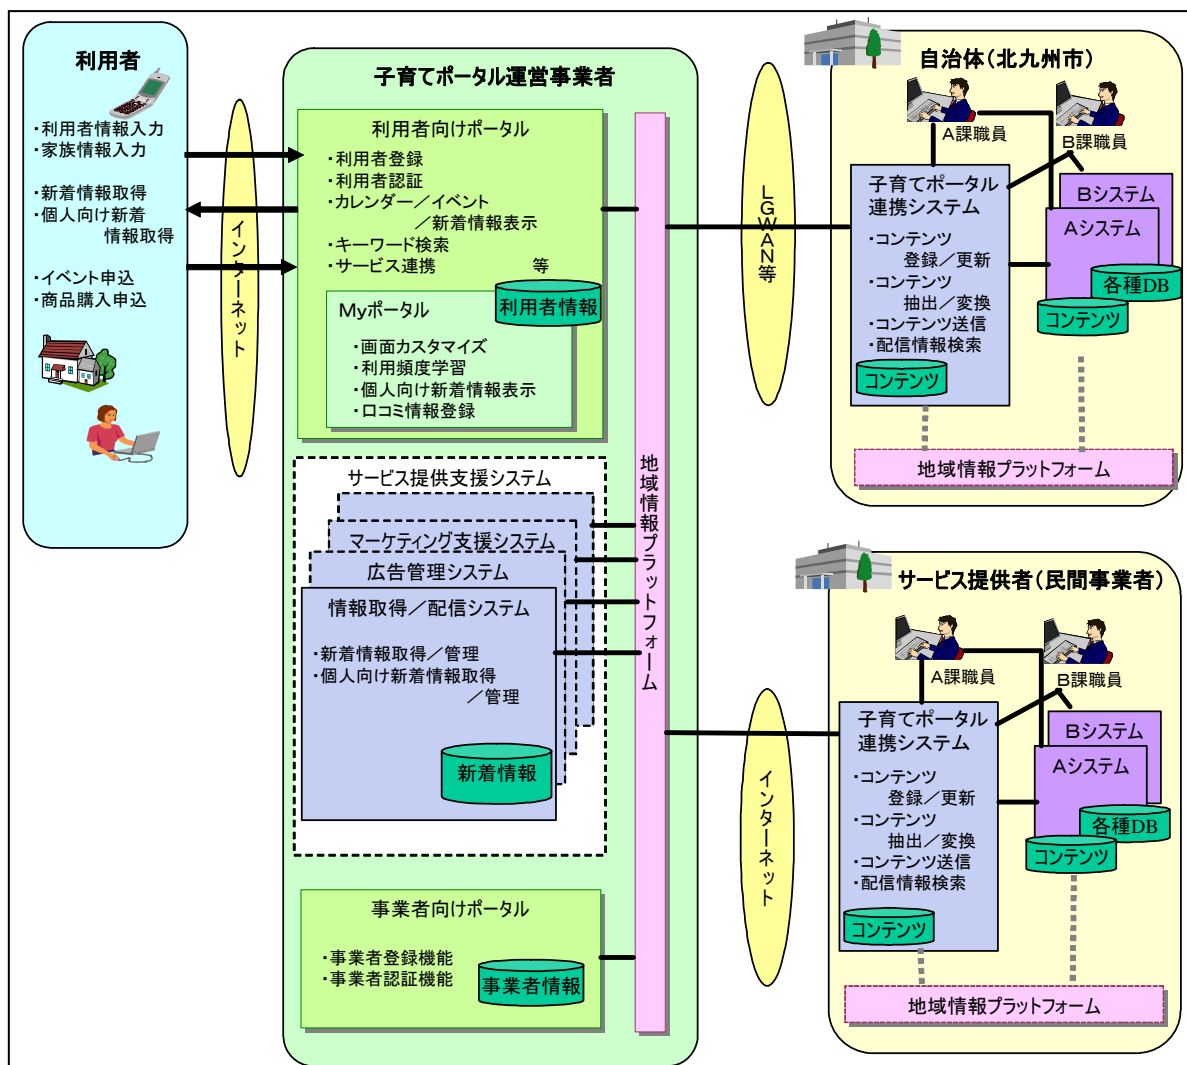 利用者
・利用者情報入力
・家族情報入力
・新着情報取得
・個人向け新着
情報取得
・イベント申込
・商品購入申込
インターネット
子育てポータル運営事業者
利用者向けポータル
・利用者登録
・利用者認証
・カレンダー／イベント
／新着情報表示
・キーワード検索
・サービス連携 等
利用者情報
Myポータル
・画面カスタマイズ
・利用頻度学習
・個人向け新着情報表示
・口コミ情報登録
サービス提供支援システム
マーケティング支援システム
広告管理システム
情報取得／配信システム
・新着情報取得／管理
・個人向け新着情報取得
／管理
新着情報
事業者向けポータル
・事業者登録機能
・事業者認証機能
事業者情報
地域情報プラットフォーム
LGWAN等
インターネット
自治体（北九州市）
A課職員
B課職員
子育てポータル
連携システム
・コンテンツ
登録／更新
・コンテンツ
抽出／変換
・コンテンツ送信
・配信情報検索
コンテンツ
Bシステム
Aシステム
各種DB
コンテンツ
地域情報プラットフォーム
サービス提供者（民間事業者）
A課職員
B課職員
子育てポータル
連携システム
・コンテンツ
登録／更新
・コンテンツ
抽出／変換
・コンテンツ送信
・配信情報検索
コンテンツ
Bシステム
Aシステム
各種DB
コンテンツ
地域情報プラットフォーム